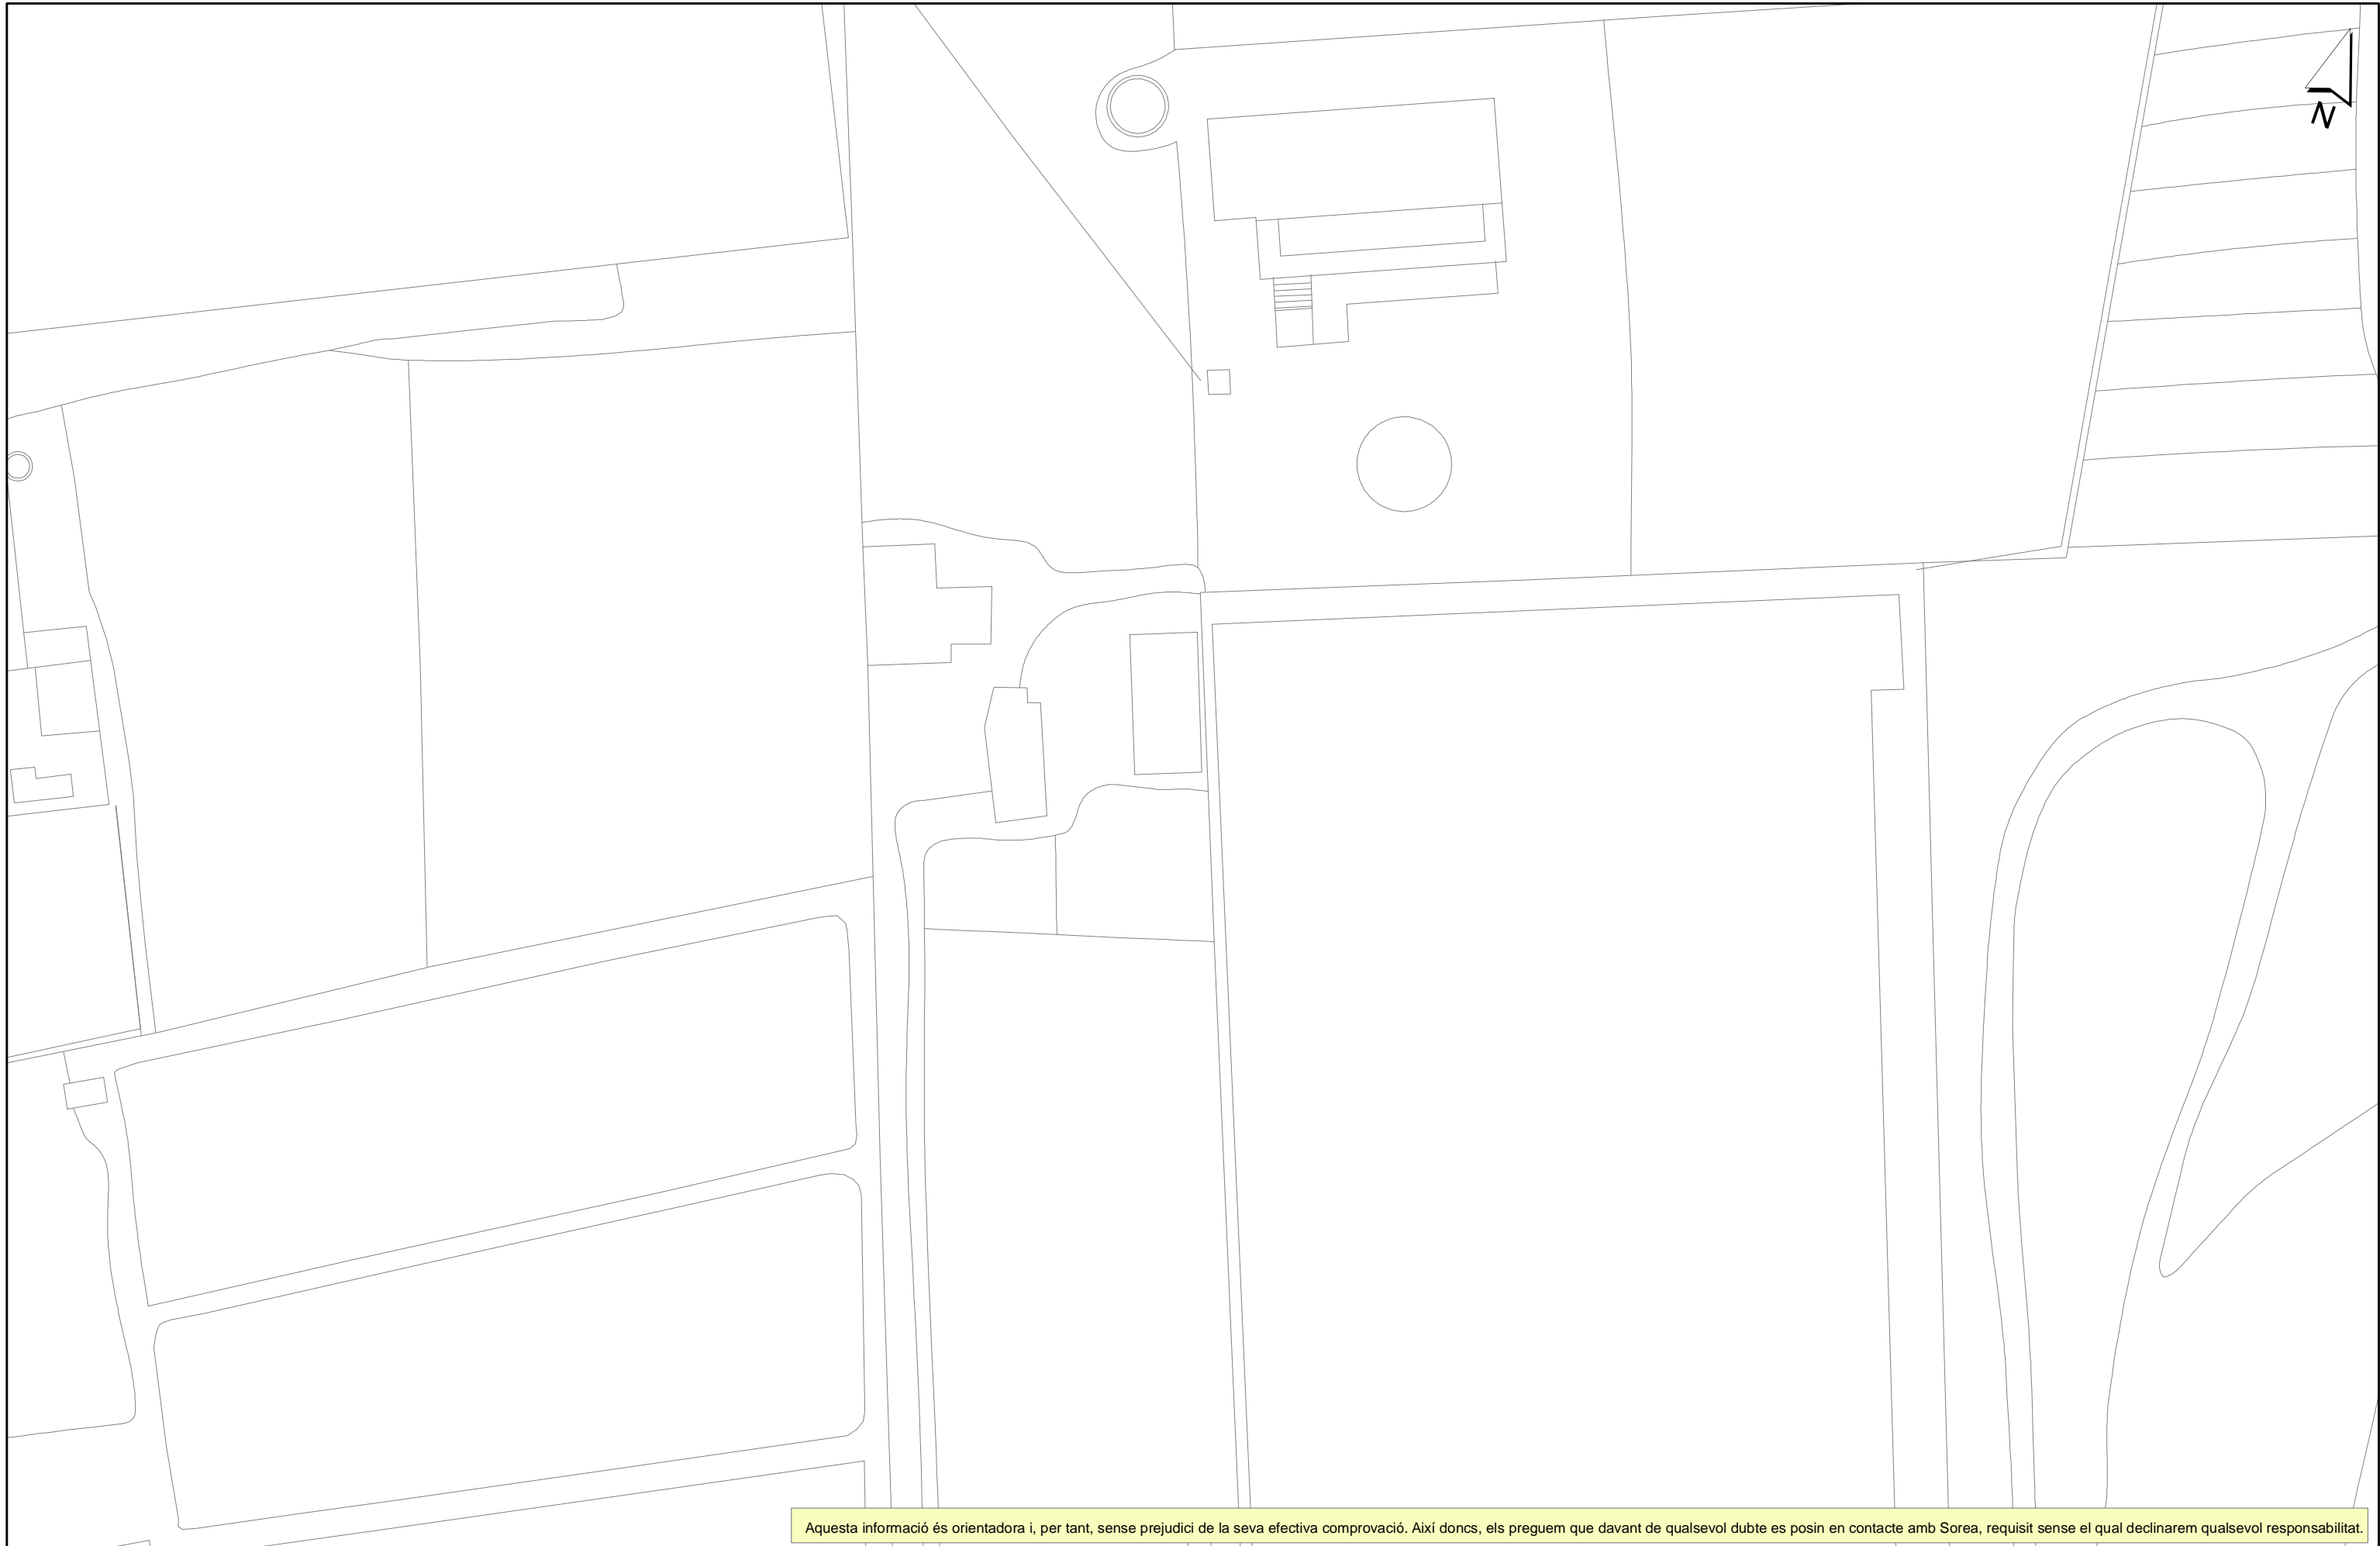 N
Aquesta informació és orientadora i, per tant, sense prejudici de la seva efectiva comprovació. Així doncs, els preguem que davant de qualsevol dubte es posin en contacte amb Sorea, requisit sense el qual declinarem qualsevol responsabilitat.